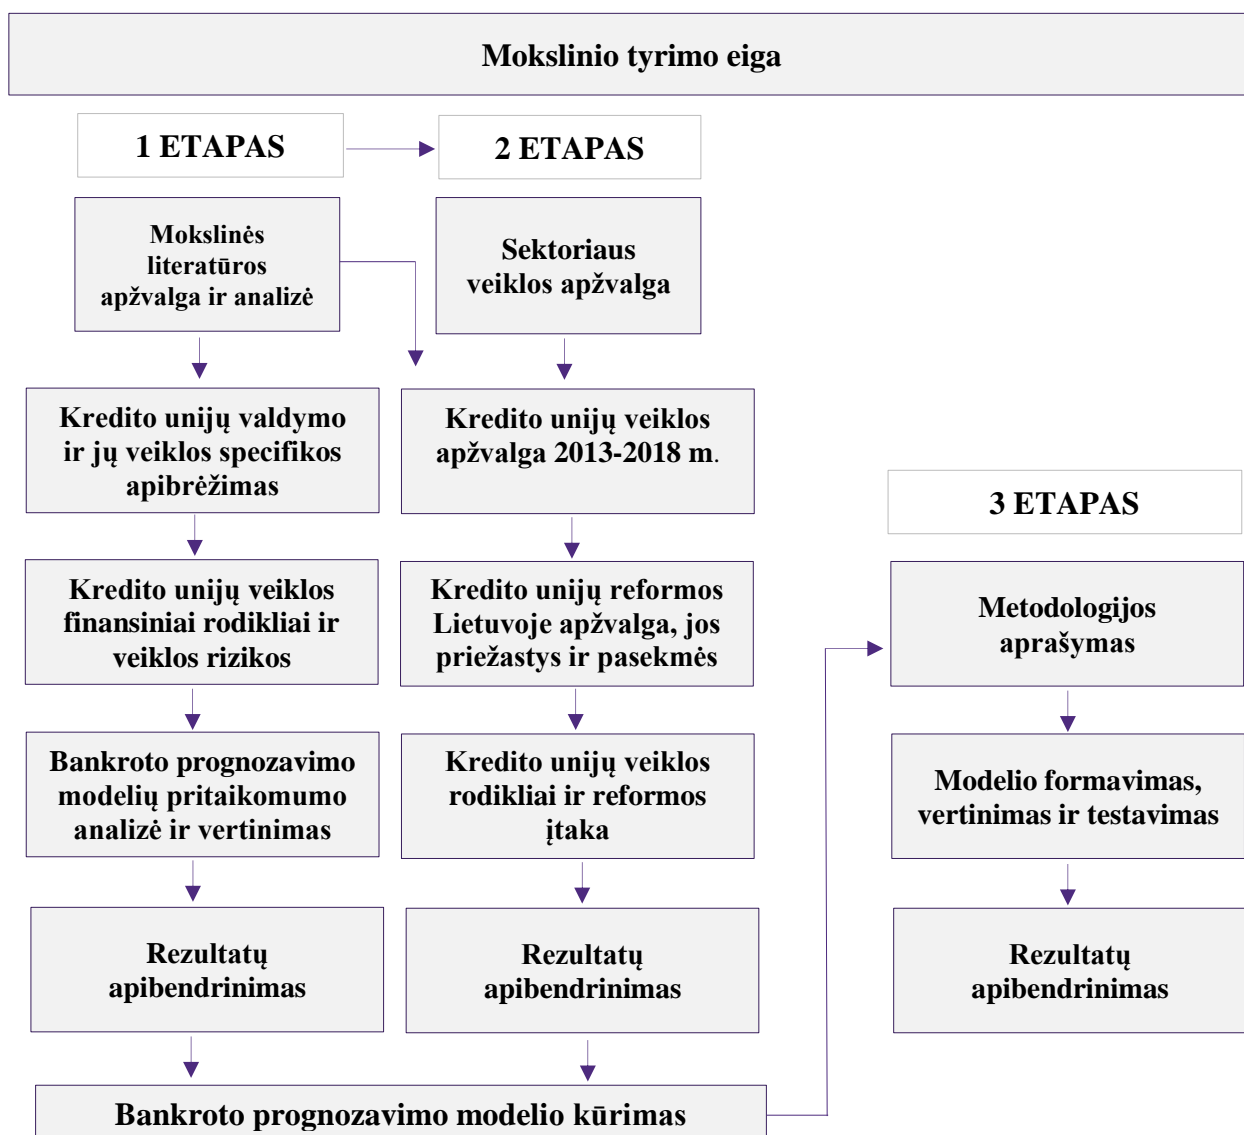 Mokslinio tyrimo eiga
1 ETAPAS
2 ETAPAS
Mokslinės
literatūros
apžvalga ir analizė
Sektoriaus
veiklos apžvalga
Kredito unijų valdymo
ir jų veiklos specifikos
apibrėžimas
Kredito unijų veiklos
apžvalga 2013-2018 m.
3 ETAPAS
Kredito unijų veiklos
finansiniai rodikliai ir
veiklos rizikos
Kredito unijų reformos
Lietuvoje apžvalga, jos
priežastys ir pasekmės
Metodologijos
aprašymas
Bankroto prognozavimo
modelių pritaikomumo
analizė ir vertinimas
Kredito unijų veiklos
rodikliai ir reformos
įtaka
Modelio formavimas,
vertinimas ir testavimas
Rezultatų
apibendrinimas
Rezultatų
apibendrinimas
Rezultatų
apibendrinimas
Bankroto prognozavimo modelio kūrimas